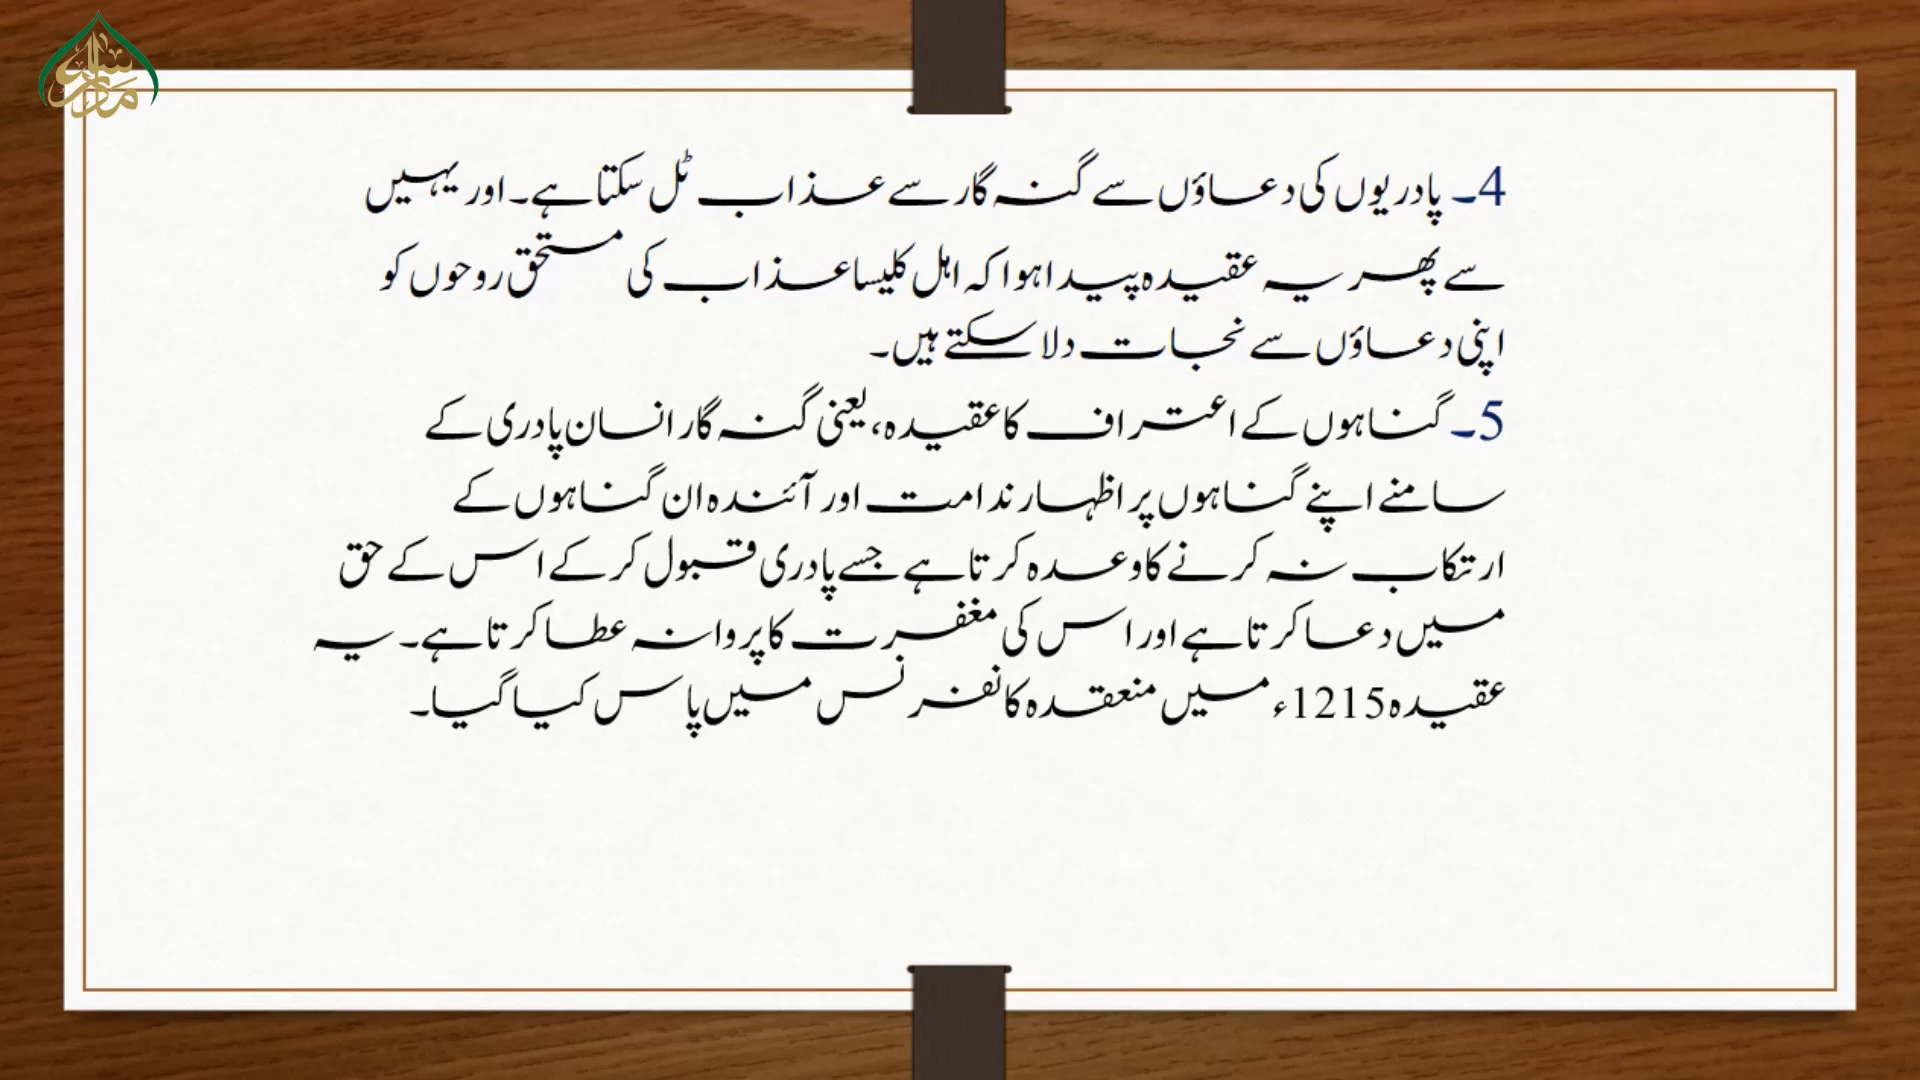 4۔ پادریوں کی دعاؤں سے گنہ گار سے عذاب ٹل سکتا ہے۔ اور یہیں
سے پھر یہ عقیدہ پیدا ہوا کہ اہل کلیسا عذاب کی مستحق روحوں کو
اپنی دعاؤں سے نجات دلا سکتے ہیں۔
5۔ گناہوں کے اعتراف کا عقیدہ، یعنی گنہ گار انسان پادری کے
سامنے اپنے گناہوں پر اظہار ندامت اور آئندہ ان گناہوں کے
ارتکاب نہ کرنے کا وعدہ کرتا ہے جسے پادری قبول کر کے اس کے حق
میں دعا کرتا ہے اور اس کی مغفرت کا پروانہ عطا کرتا ہے۔ یہ
عقیدہ 1215ء میں منعقدہ کانفرنس میں پاس کیا گیا۔